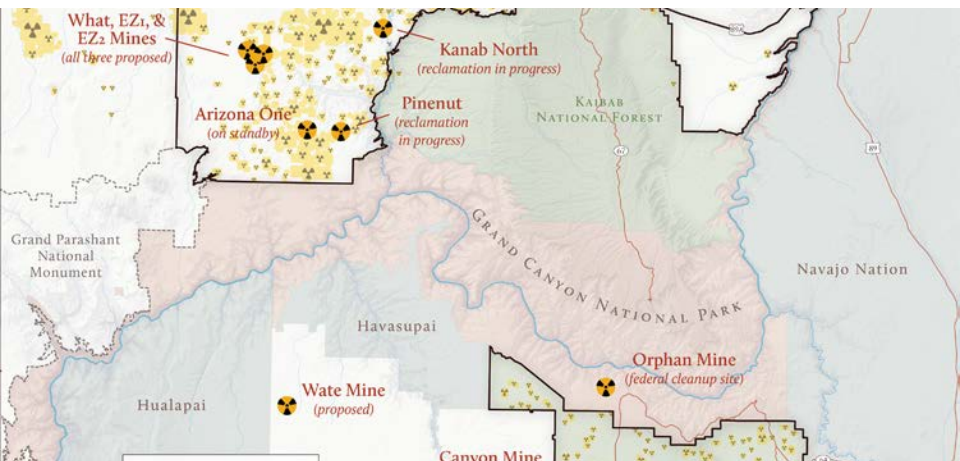 What, EZ1, &
EZ2 Mines
(all three proposed)
Kanab North
(reclamation in progress)
89A
Kaibab
National Forest
Arizona One
(on standby)
Pinenut
(reclamation
in progress)
67
89
Grand Parashant
National
Monument
Grand Canyon National Park
Navajo Nation
Havasupai
Orphan Mine
(federal cleanup site)
Wate Mine
(proposed)
Hualapai
Canyon Mine